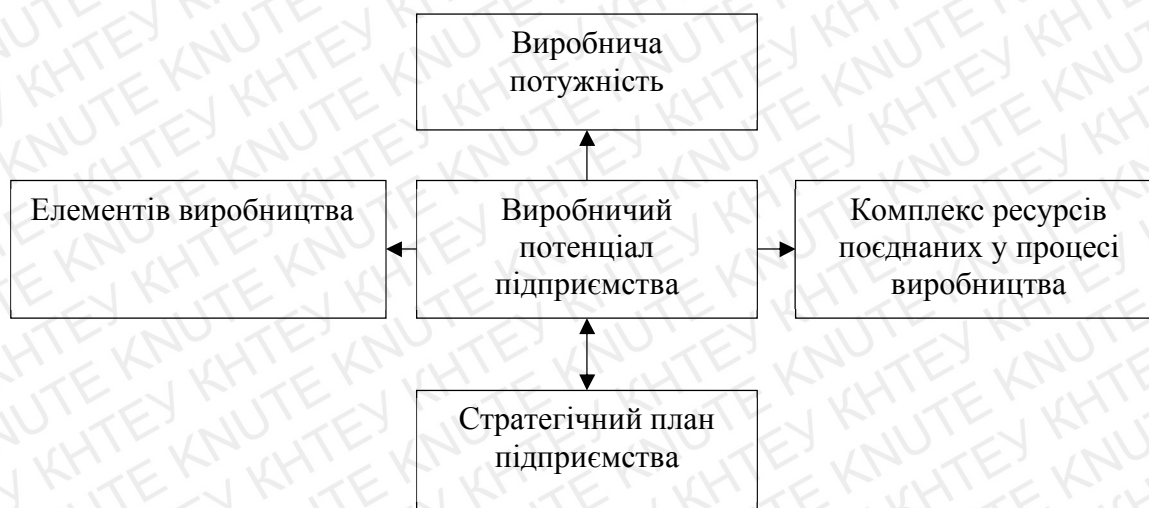 Виробнича
потужність
Елементів виробництва
Виробничий
потенціал
підприємства
Комплекс ресурсів
поєднаних у процесі
виробництва
Стратегічний план
підприємства